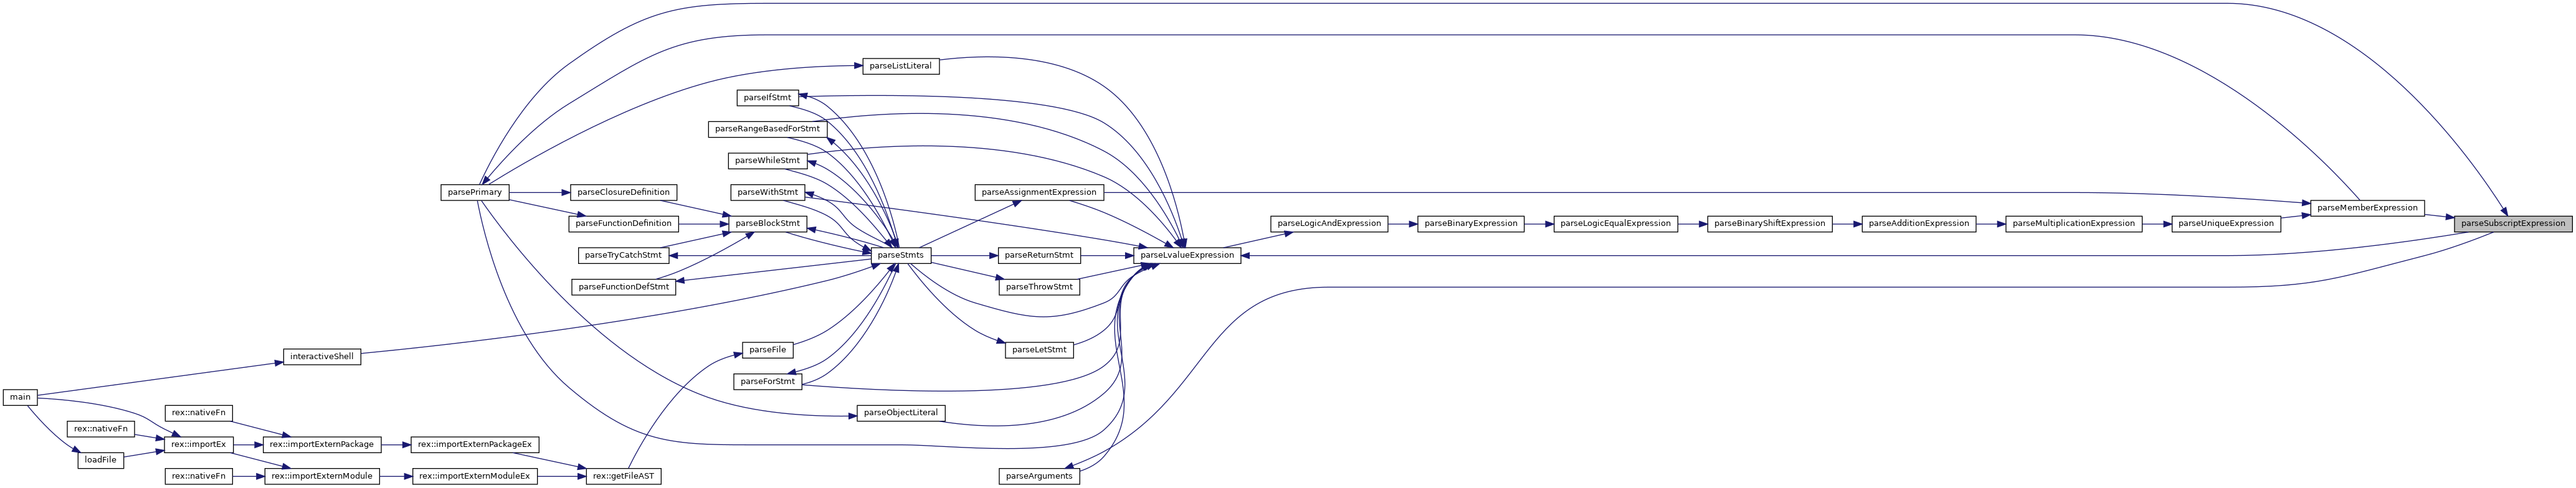 parseListLiteral
parseIfStmt
parseRangeBasedForStmt
parseWhileStmt
parsePrimary
parseClosureDefinition
parseWithStmt
parseAssignmentExpression
parseMemberExpression
parseFunctionDefinition
parseBlockStmt
parseLogicAndExpression
parseBinaryExpression
parseLogicEqualExpression
parseBinaryShiftExpression
parseAdditionExpression
parseMultiplicationExpression
parseUniqueExpression
parseSubscriptExpression
parseTryCatchStmt
parseStmts
parseReturnStmt
parseLvalueExpression
parseFunctionDefStmt
parseThrowStmt
interactiveShell
parseFile
parseLetStmt
parseForStmt
main
rex::nativeFn
parseObjectLiteral
rex::nativeFn
rex::importEx
rex::importExternPackage
rex::importExternPackageEx
loadFile
rex::nativeFn
rex::importExternModule
rex::importExternModuleEx
rex::getFileAST
parseArguments